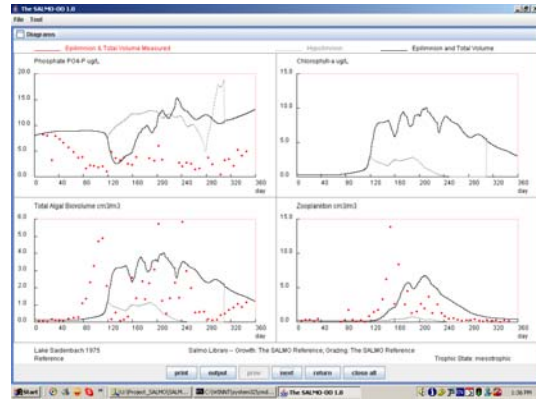 The SALMO-OO 1.0
File Tool
Diagrams
Epilimnion & Total Volume Measured
Hypolimnion
Epilimnion and Total Volume
Phosphate PO4-P ug/L
20.0
15.0
10.0
5.0
0.0
0 40 80 120 160 200 240 280 320 360
day
Chlorophyll-a ug/L
15.0
10.0
5.0
0.0
0 40 80 120 160 200 240 280 320 360
day
Total Algal Biovolume cm3/m3
6.0
5.0
4.0
3.0
2.0
1.0
0.0
0 40 80 120 160 200 240 280 320 360
day
Zooplankton cm3/m3
15.0
10.0
5.0
0.0
0 40 80 120 160 200 240 280 320 360
day
Lake Saidenbach 1975
Reference
Salmo Library -- Growth: The SALMO Reference; Grazing: The SALMO Reference
Trophic State: mesotrophic
print output prev next return close all
Start
The SALMO-OO 1.0